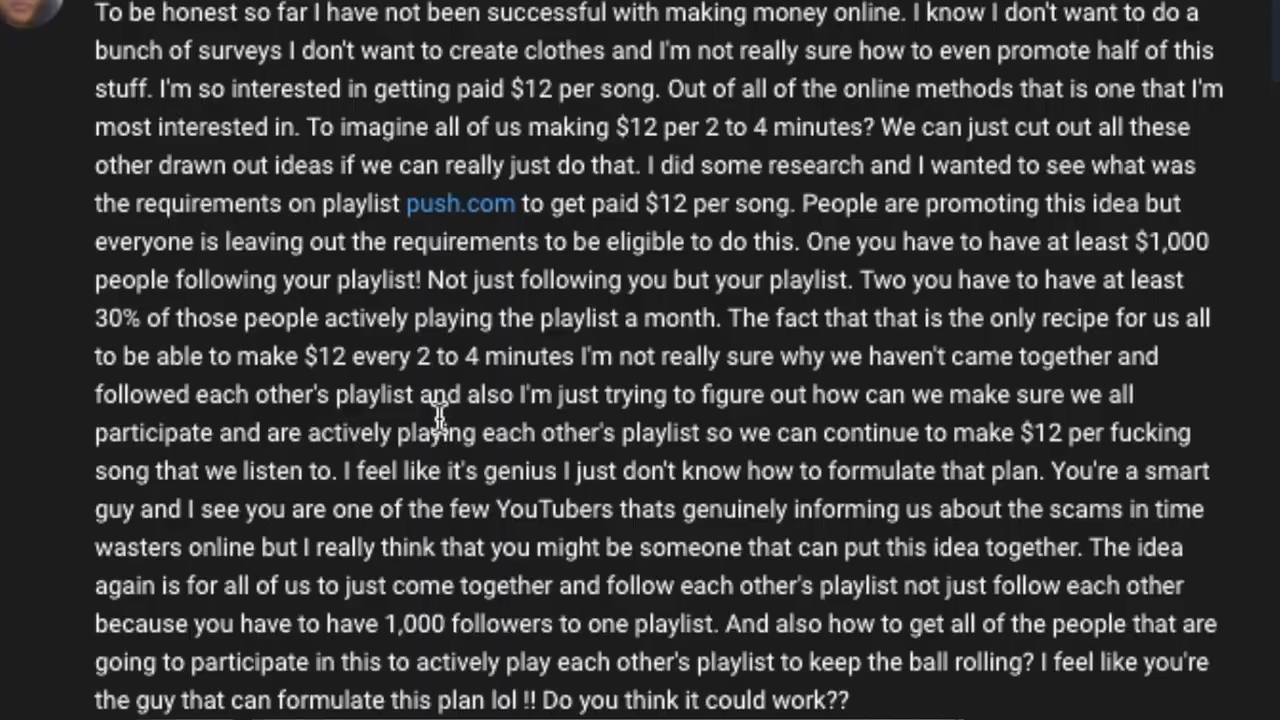 To be honest so far I have not been successful with making money online. I know I don't want to do a
bunch of surveys I don't want to create clothes and I'm not really sure how to even promote half of this
stuff. I'm so interested in getting paid $12 per song. Out of all of the online methods that is one that I'm
most interested in. To imagine all of us making $12 per 2 to 4 minutes? We can just cut out all these
other drawn out ideas if we can really just do that. I did some research and I wanted to see what was
the requirements on playlist push.com to get paid $12 per song. People are promoting this idea but
everyone is leaving out the requirements to be eligible to do this. One you have to have at least $1,000
people following your playlist! Not just following you but your playlist. Two you have to have at least
30% of those people actively playing the playlist a month. The fact that that is the only recipe for us all
to be able to make $12 every 2 to 4 minutes I'm not really sure why we haven't came together and
followed each other's playlist and also I'm just trying to figure out how can we make sure we all
participate and are actively playing each other's playlist so we can continue to make $12 per fucking
song that we listen to. I feel like it's genius I just don't know how to formulate that plan. You're a smart
guy and I see you are one of the few YouTubers thats genuinely informing us about the scams in time
wasters online but I really think that you might be someone that can put this idea together. The idea
again is for all of us to just come together and follow each other's playlist not just follow each other
because you have to have 1,000 followers to one playlist. And also how to get all of the people that are
going to participate in this to actively play each other's playlist to keep the ball rolling? I feel like you're
the guy that can formulate this plan lol !! Do you think it could work??